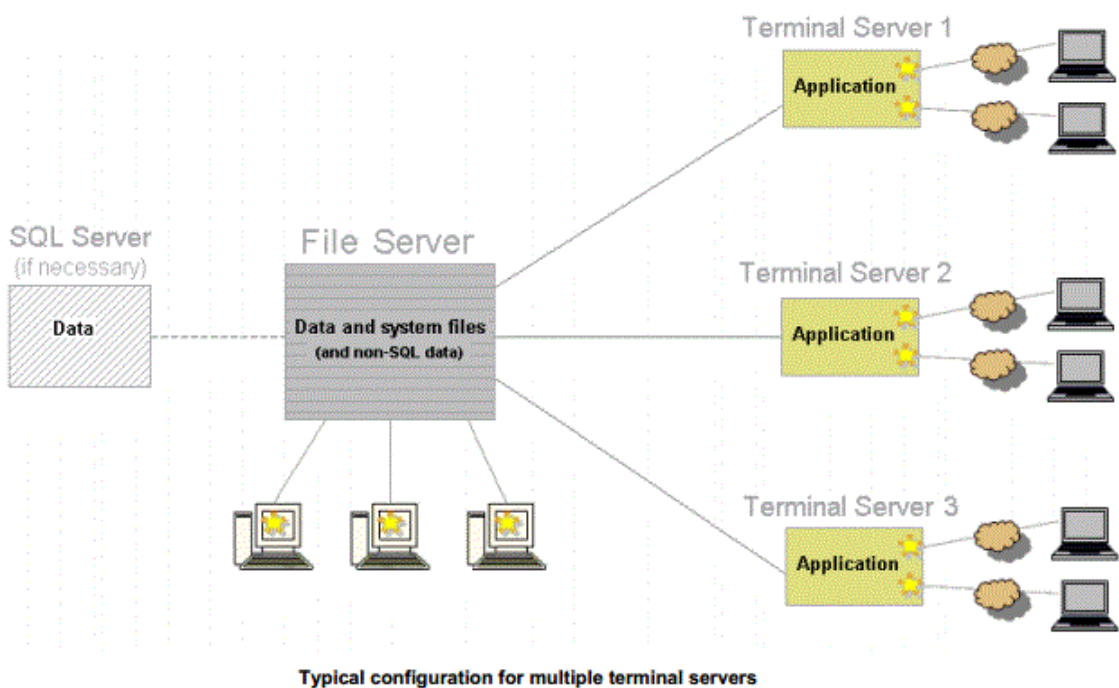 Terminal Server 1
Application
SQL Server
(if necessary)
Data
File Server
Data and system files
(and non-SQL data)
Terminal Server 2
Application
Terminal Server 3
Application
Typical configuration for multiple terminal servers